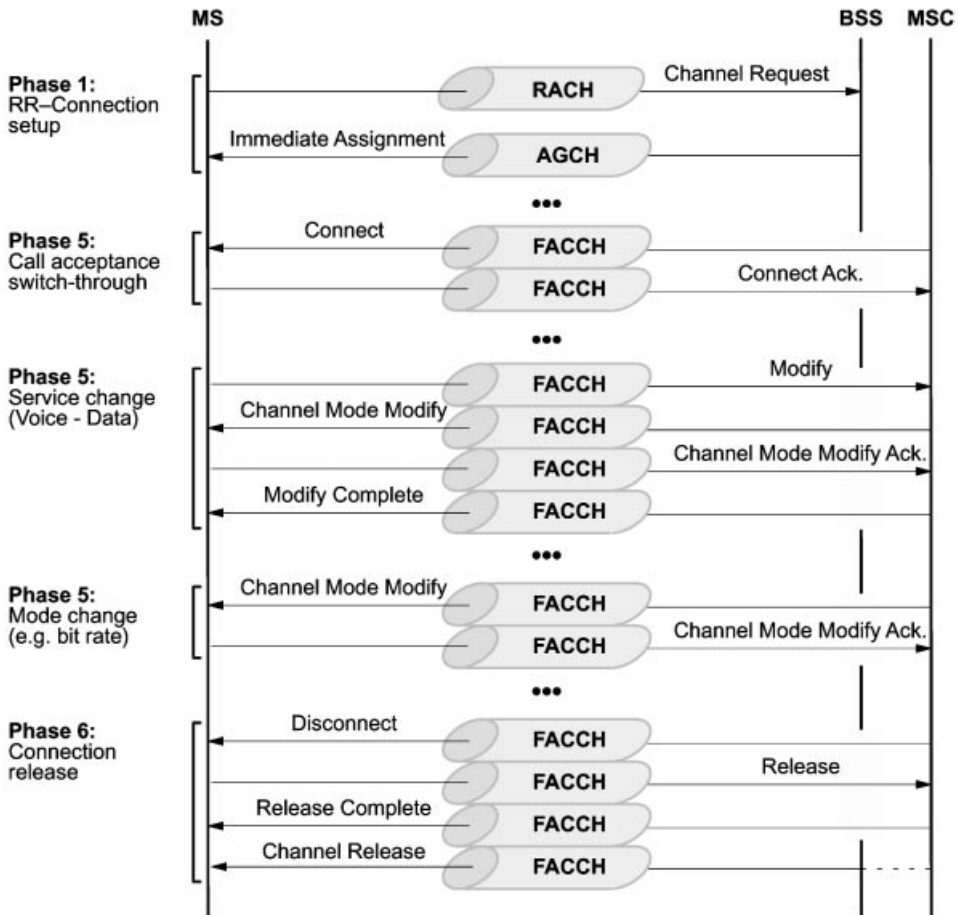 MS BSS MSC
Phase 1:
RR–Connection
setup
RACH
Channel Request
Immediate Assignment
AGCH
•••
Phase 5:
Call acceptance
switch-through
Connect
FACCH
FACCH
Connect Ack.
•••
Phase 5:
Service change
(Voice - Data)
FACCH
Modify
Channel Mode Modify
FACCH
FACCH
Channel Mode Modify Ack.
Modify Complete
FACCH
•••
Phase 5:
Mode change
(e.g. bit rate)
Channel Mode Modify
FACCH
FACCH
Channel Mode Modify Ack.
•••
Phase 6:
Connection
release
Disconnect
FACCH
FACCH
Release
Release Complete
FACCH
Channel Release
FACCH